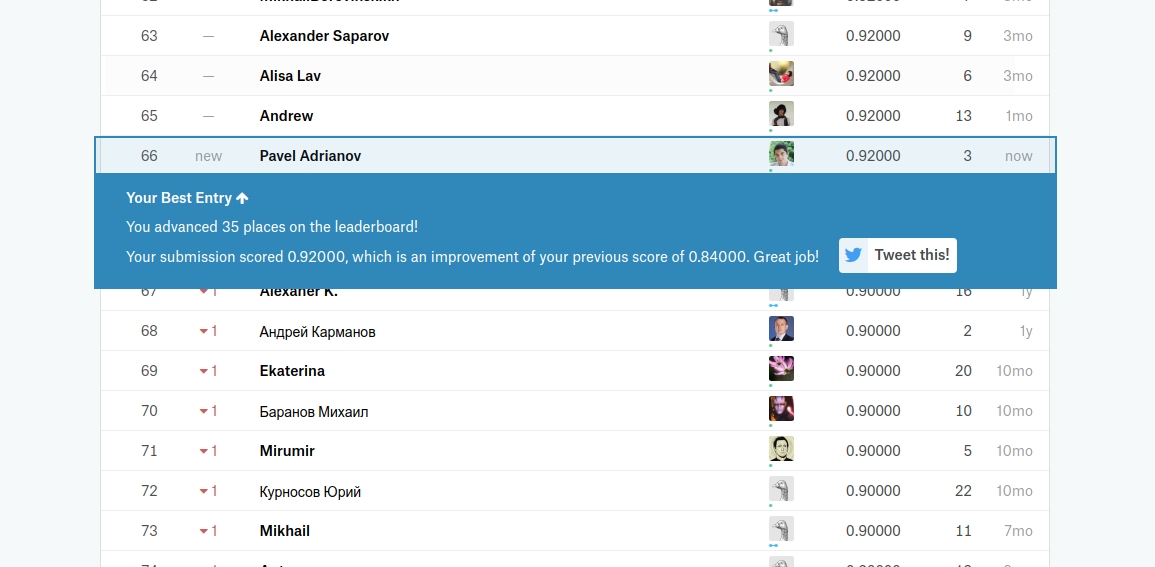 63 — Alexander Saparov 0.92000 9 3mo
64 — Alisa Lav 0.92000 6 3mo
65 — Andrew 0.92000 13 1mo
66 new Pavel Adrianov 0.92000 3 now
Your Best Entry
You advanced 35 places on the leaderboard!
Your submission scored 0.92000, which is an improvement of your previous score of 0.84000. Great job! Tweet this!
67 1 Alexaner K. 0.90000 16 1y
68 1 Андрей Карманов 0.90000 2 1y
69 1 Ekaterina 0.90000 20 10mo
70 1 Баранов Михаил 0.90000 10 10mo
71 1 Mirumir 0.90000 5 10mo
72 1 Курносов Юрий 0.90000 22 10mo
73 1 Mikhail 0.90000 11 7mo